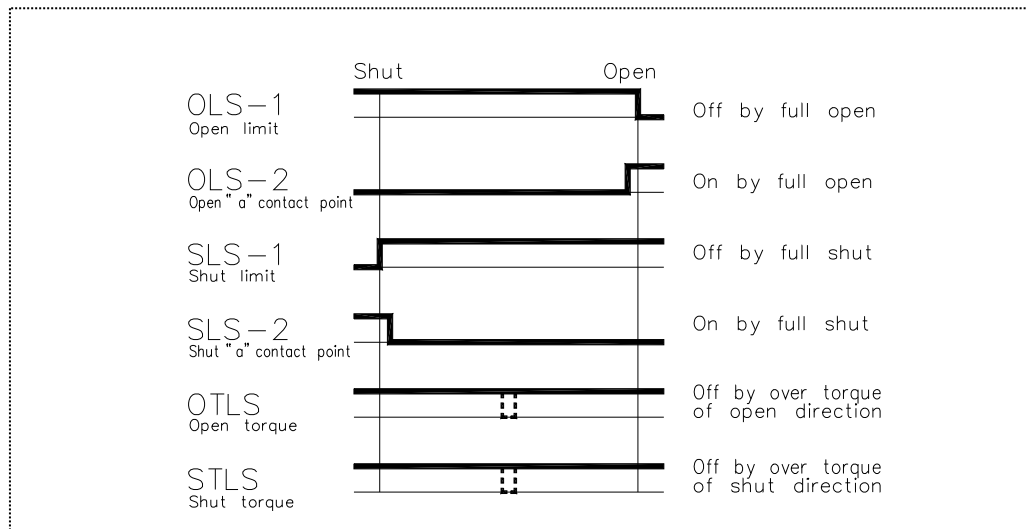 Shut Open
OLS-1
Open limit
Off by full open
OLS-2
Open "a" contact point
On by full open
SLS-1
Shut limit
Off by full shut
SLS-2
Shut "a" contact point
On by full shut
OTLS
Open torque
Off by over torque
of open direction
STLS
Shut torque
Off by over torque
of shut direction